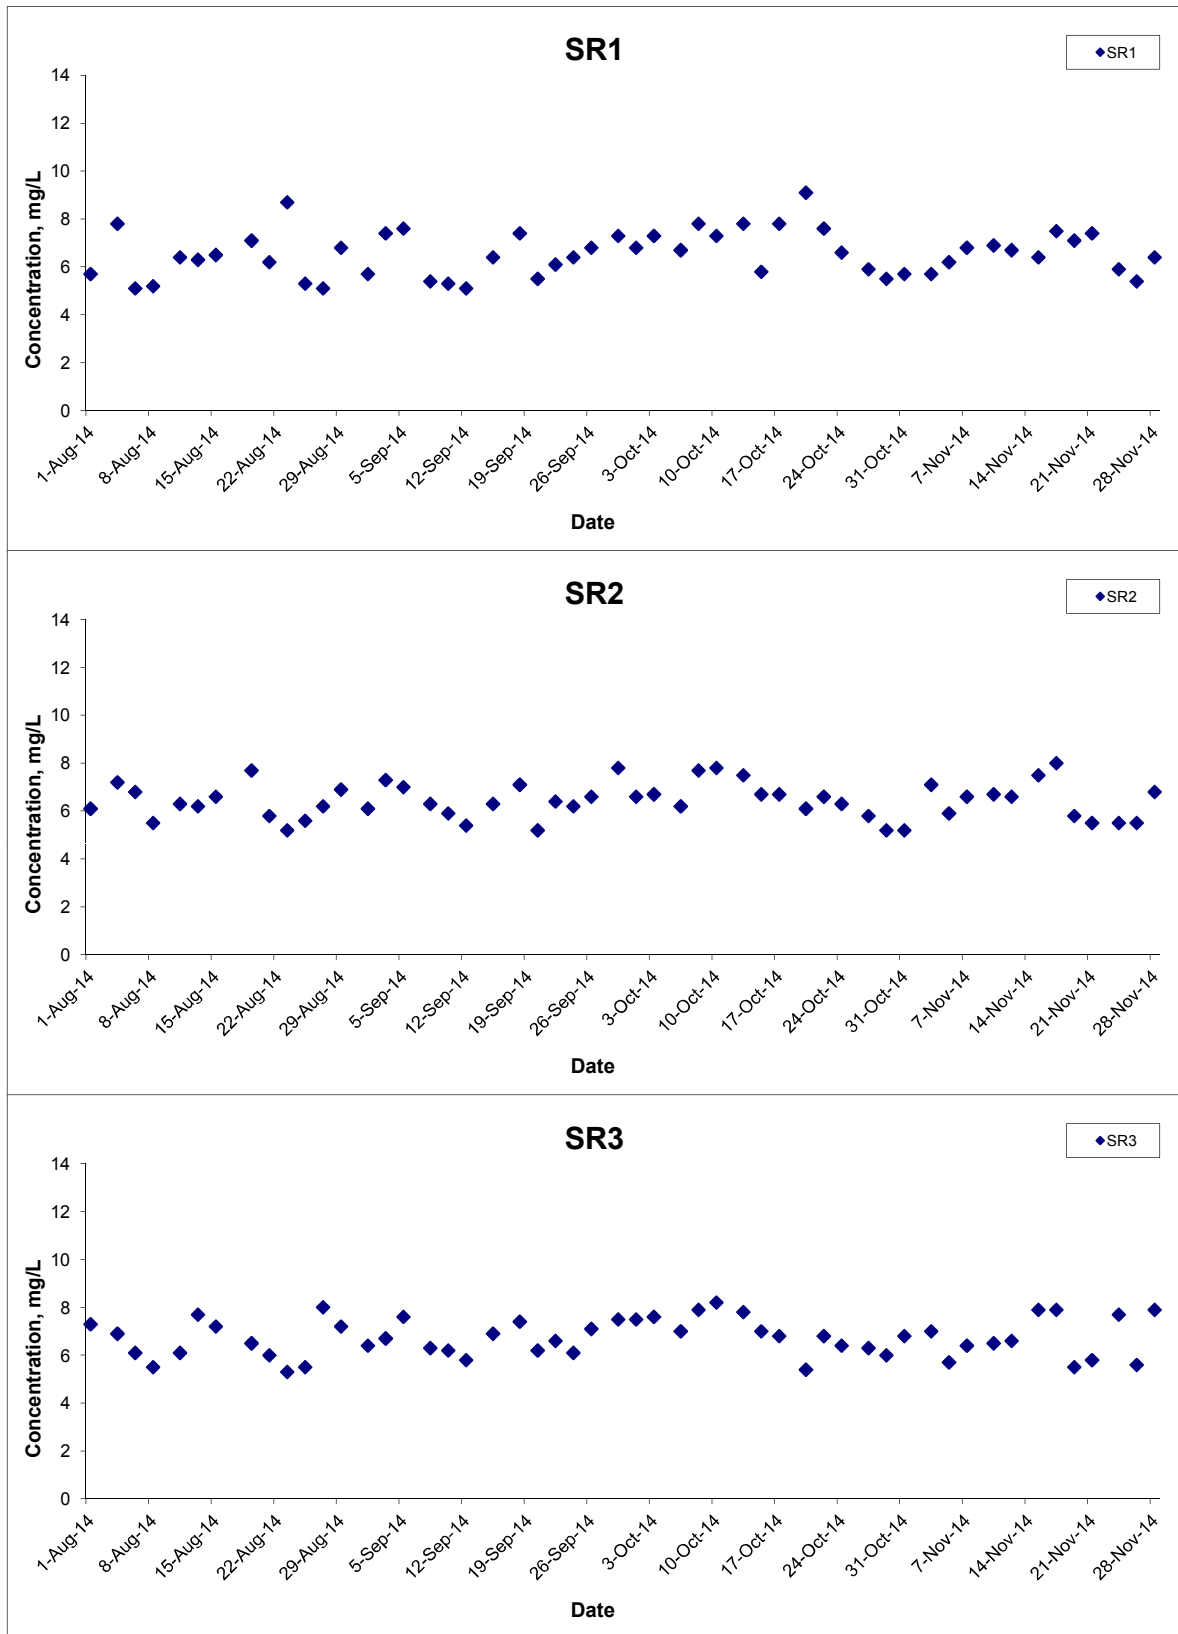 SR1
SR1
14
12
10
8
6
4
2
0
Concentration, mg/L
1-Aug-14
8-Aug-14
15-Aug-14
22-Aug-14
29-Aug-14
5-Sep-14
12-Sep-14
19-Sep-14
26-Sep-14
3-Oct-14
10-Oct-14
17-Oct-14
24-Oct-14
31-Oct-14
7-Nov-14
14-Nov-14
21-Nov-14
28-Nov-14
Date
SR2
SR2
14
12
10
8
6
4
2
0
Concentration, mg/L
1-Aug-14
8-Aug-14
15-Aug-14
22-Aug-14
29-Aug-14
5-Sep-14
12-Sep-14
19-Sep-14
26-Sep-14
3-Oct-14
10-Oct-14
17-Oct-14
24-Oct-14
31-Oct-14
7-Nov-14
14-Nov-14
21-Nov-14
28-Nov-14
Date
SR3
SR3
14
12
10
8
6
4
2
0
Concentration, mg/L
1-Aug-14
8-Aug-14
15-Aug-14
22-Aug-14
29-Aug-14
5-Sep-14
12-Sep-14
19-Sep-14
26-Sep-14
3-Oct-14
10-Oct-14
17-Oct-14
24-Oct-14
31-Oct-14
7-Nov-14
14-Nov-14
21-Nov-14
28-Nov-14
Date